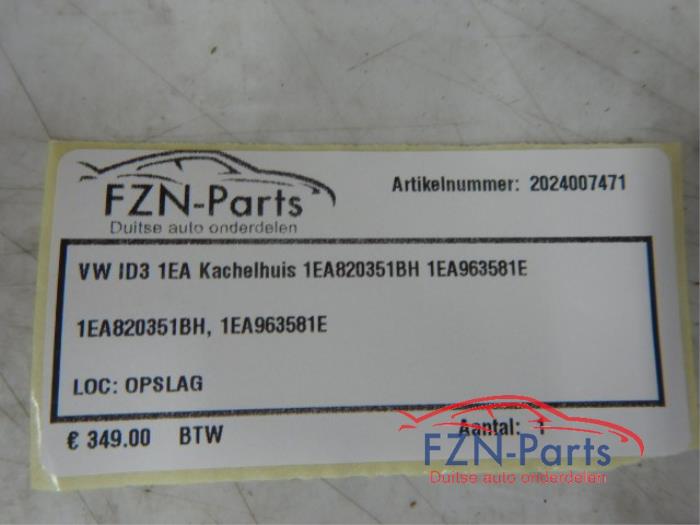 FZN-Parts
Duitse auto onderdelen
Artikelnummer: 2024007471
VW ID3 1EA Kachelhuis 1EA820351BH 1EA963581E
1EA820351BH, 1EA963581E
LOC: OPSLAG
€ 349.00 BTW
Aantal: 1
FZN-Parts
Duitse auto onderdelen